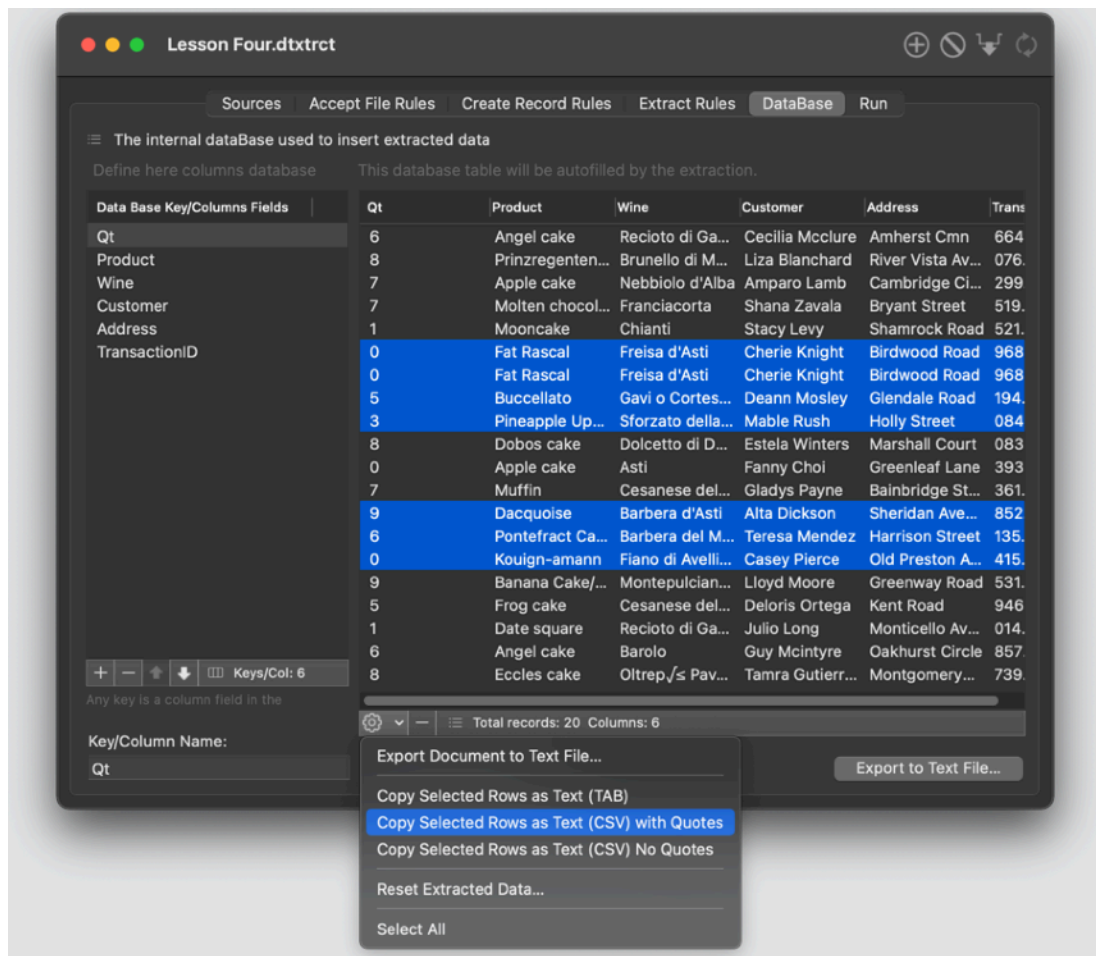 Lesson Four.dtxtrct
Sources Accept File Rules Create Record Rules Extract Rules DataBase Run
The internal dataBase used to insert extracted data
Define here columns database This database table will be autofilled by the extraction.
Data Base Key/Columns Fields Qt Product Wine Customer Address Trans
Qt 6 Angel cake Recioto di Ga... Cecilia Mcclure Amherst Cmn 664
Product 8 Prinzregenten... Brunello di M... Liza Blanchard River Vista Av... 076.
Wine 7 Apple cake Nebbiolo d'Alba Amparo Lamb Cambridge Ci... 299
Customer 7 Molten chocol... Franciacorta Shana Zavala Bryant Street 519.
Address 1 Mooncake Chianti Stacy Levy Shamrock Road 521.
TransactionID 0 Fat Rascal Freisa d'Asti Cherie Knight Birdwood Road 968
0 Fat Rascal Freisa d'Asti Cherie Knight Birdwood Road 968
5 Buccellato Gavi o Cortes... Deann Mosley Glendale Road 194.
3 Pineapple Up... Sforzato della... Mable Rush Holly Street 084
8 Dobos cake Dolcetto di D... Estela Winters Marshall Court 083
0 Apple cake Asti Fanny Choi Greenleaf Lane 393
7 Muffin Cesanese del... Gladys Payne Bainbridge St... 361.
9 Dacquoise Barbera d'Asti Alta Dickson Sheridan Ave... 852
6 Pontefract Ca... Barbera del M... Teresa Mendez Harrison Street 135.
0 Kouign-amann Fiano di Avelli... Casey Pierce Old Preston A... 415.
9 Banana Cake/... Montepulcian... Lloyd Moore Greenway Road 531.
5 Frog cake Cesanese del... Deloris Ortega Kent Road 946
1 Date square Recioto di Ga... Julio Long Monticello Av... 014.
6 Angel cake Barolo Guy Mcintyre Oakhurst Circle 857
8 Eccles cake Oltrep√≤ Pav... Tamra Gutierr... Montgomery... 739.
Keys/Col: 6
Any key is a column field in the
Total records: 20 Columns: 6
Key/Column Name:
Qt
Export to Text File...
Export Document to Text File...
Copy Selected Rows as Text (TAB)
Copy Selected Rows as Text (CSV) with Quotes
Copy Selected Rows as Text (CSV) No Quotes
Reset Extracted Data...
Select All